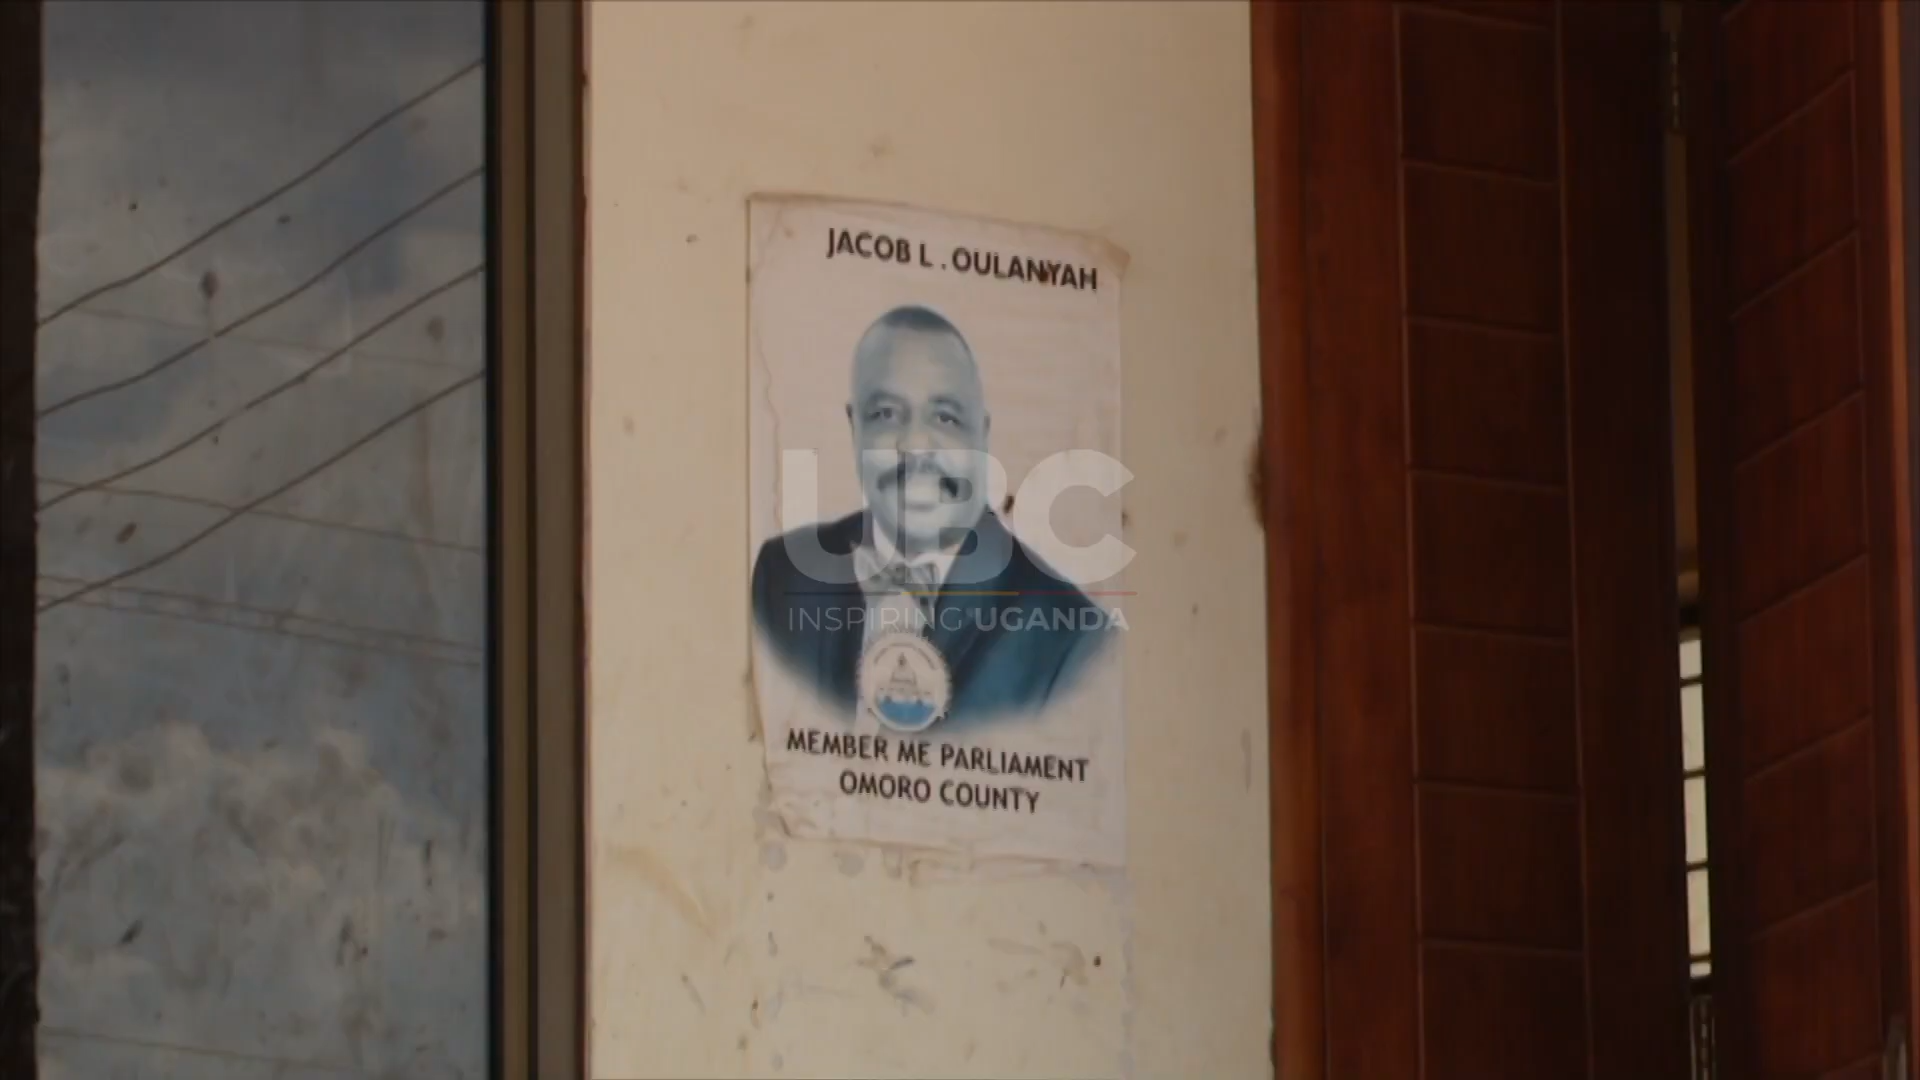 JACOB L . OULANYAH
UBC
INSPIRING UGANDA
MEMBER ME PARLIAMENT
OMORO COUNTY